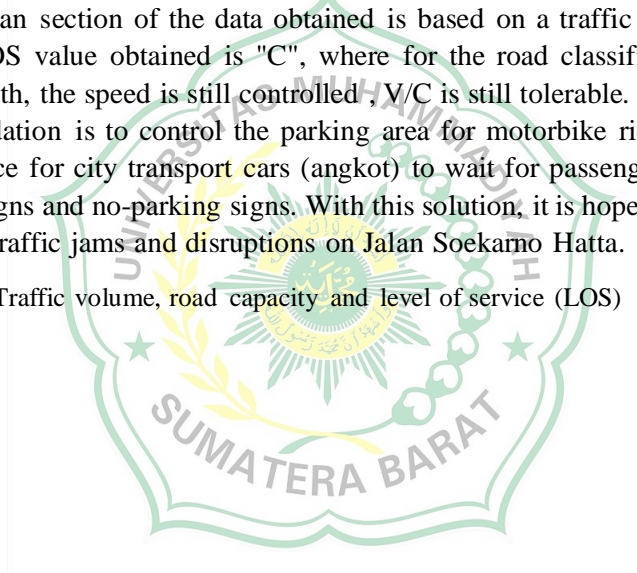 an section of the data obtained is based on a traffic
OS value obtained is "C", where for the road classif
th, the speed is still controlled , V/C is still tolerable.
dation is to control the parking area for motorbike ri
ce for city transport cars (angkot) to wait for passeng
gns and no-parking signs. With this solution, it is hope
raffic jams and disruptions on Jalan Soekarno Hatta.
Traffic volume, road capacity and level of service (LOS)
UNIVERSITAS MUHAMMADIYAH
SUMATERA BARAT